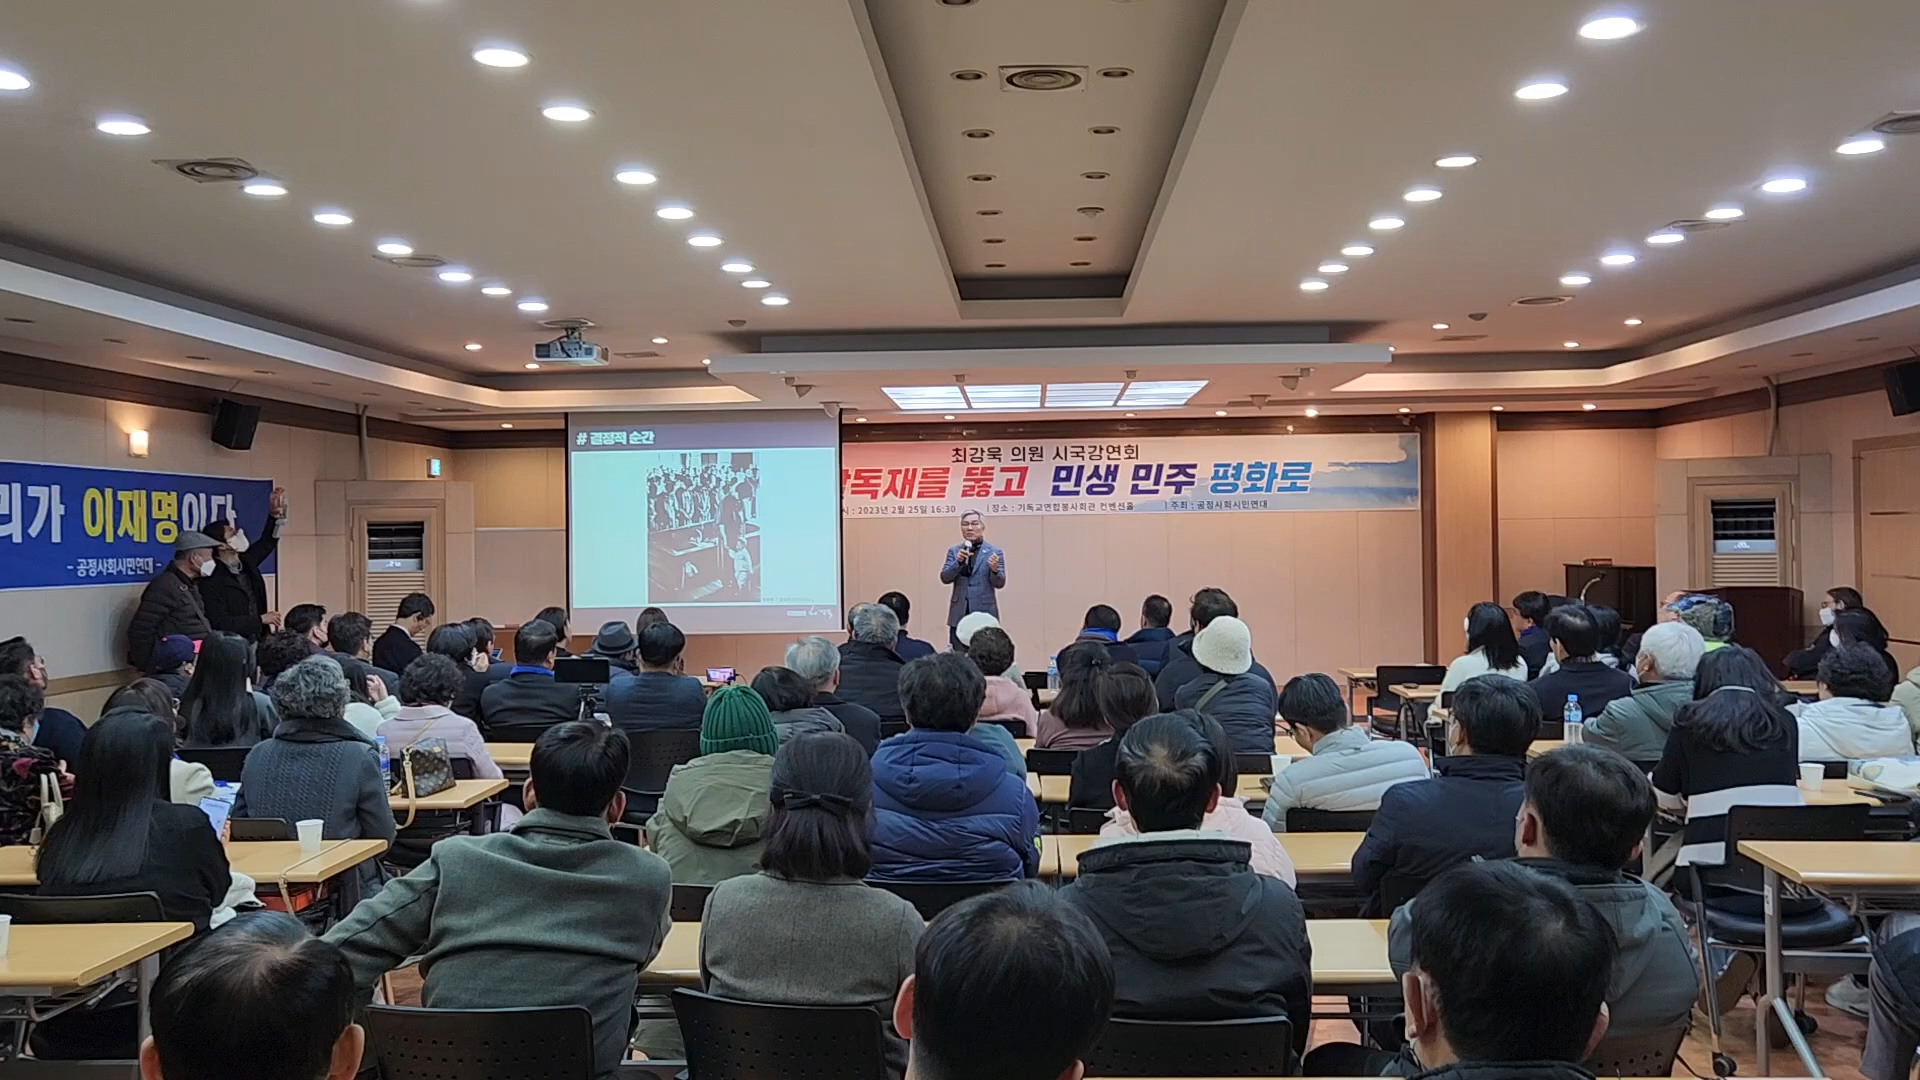 # 결정적 순간
최강욱 의원 시국강연회
독재를 뚫고 민생 민주 평화로
: 2023년 2월 25일 16:30 | 장소 : 기독교연합봉사회관 컨벤션홀 | 주최 : 공정사회시민연대
리가 이재명이다
- 공정사회시민연대 -